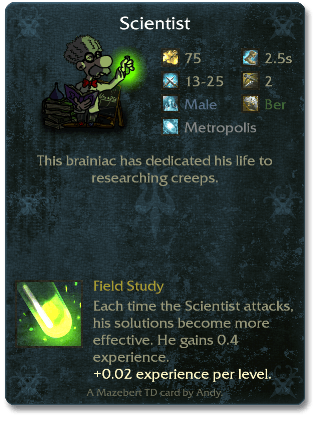 Scientist
75
2.5s
13-25
2
Male
Ber
Metropolis
This brainiac has dedicated his life to
researching creeps.
Field Study
Each time the Scientist attacks,
his solutions become more
effective. He gains 0.4
experience.
+0.02 experience per level.
A Mazebert TD card by Andy.